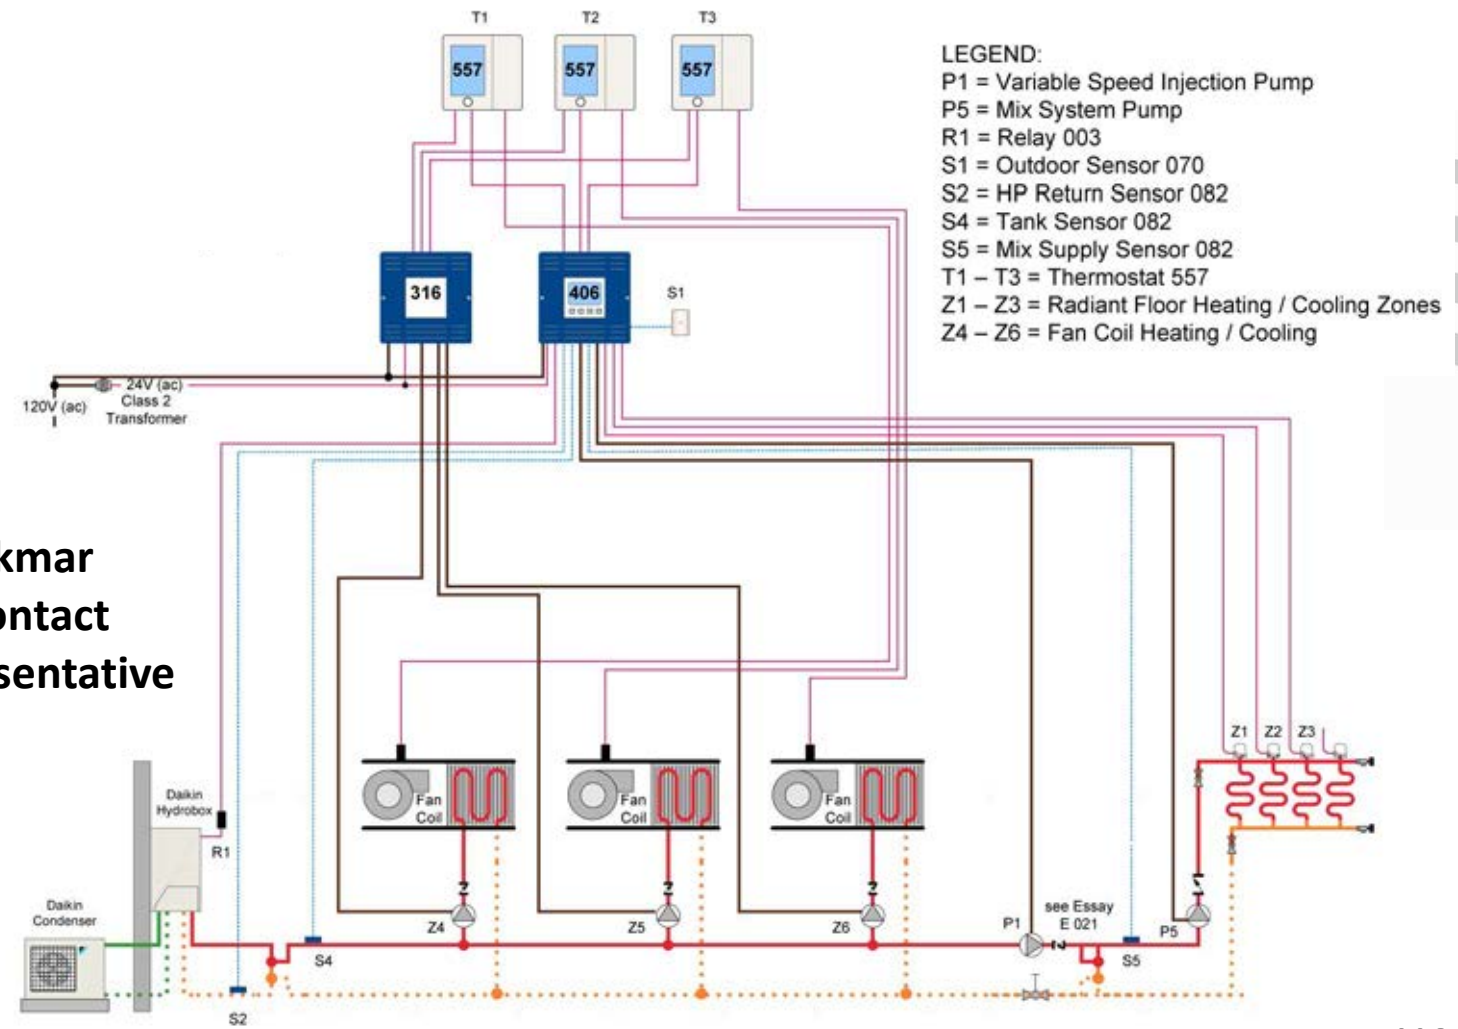 T1
T2
T3
557
557
557
LEGEND:
P1 = Variable Speed Injection Pump
P5 = Mix System Pump
R1 = Relay 003
S1 = Outdoor Sensor 070
S2 = HP Return Sensor 082
S4 = Tank Sensor 082
S5 = Mix Supply Sensor 082
T1 – T3 = Thermostat 557
Z1 – Z3 = Radiant Floor Heating / Cooling Zones
Z4 – Z6 = Fan Coil Heating / Cooling
316
406
S1
120V (ac)
24V (ac)
Class 2
Transformer
kmar
ontact
sentative
Z1
Z2
Z3
Daikin
Hydrobox
R1
Fan
Coil
Fan
Coil
Fan
Coil
Daikin
Condenser
Z4
Z5
Z6
P1
see Essay
E 021
P5
S4
S5
S2